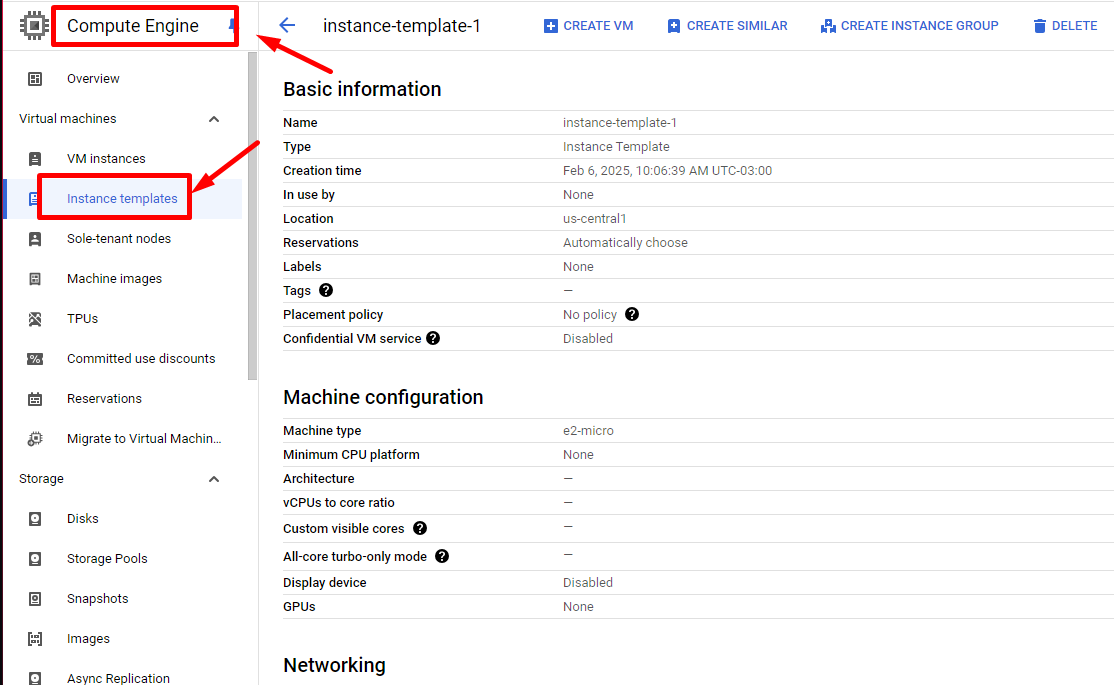 Compute Engine
instance-template-1
CREATE VM
CREATE SIMILAR
CREATE INSTANCE GROUP
DELETE
Overview
Virtual machines
VM instances
Instance templates
Sole-tenant nodes
Machine images
TPUs
Committed use discounts
Reservations
Migrate to Virtual Machin...
Storage
Disks
Storage Pools
Snapshots
Images
Async Replication
Basic information
Name instance-template-1
Type Instance Template
Creation time Feb 6, 2025, 10:06:39 AM UTC-03:00
In use by None
Location us-central1
Reservations Automatically choose
Labels None
Tags ? —
Placement policy No policy ?
Confidential VM service ? Disabled
Machine configuration
Machine type e2-micro
Minimum CPU platform None
Architecture —
vCPUs to core ratio —
Custom visible cores ? —
All-core turbo-only mode ? —
Display device Disabled
GPUs None
Networking